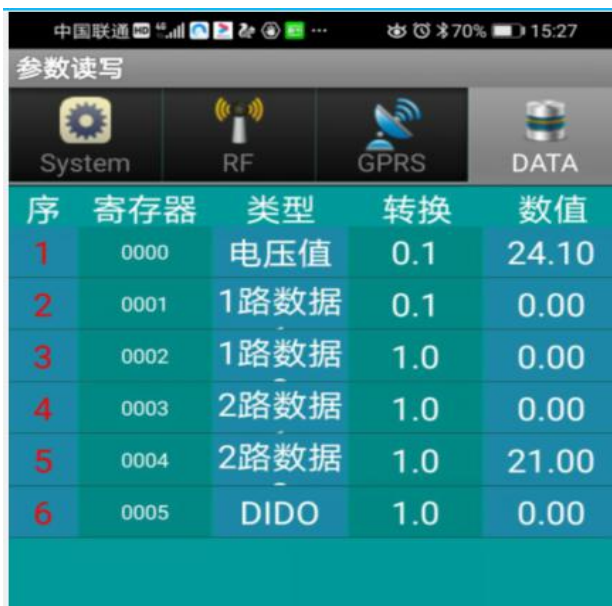 中国联通 HD 4G ... 70% 15:27
参数读写
System RF GPRS DATA
序 寄存器 类型 转换 数值
1 0000 电压值 0.1 24.10
2 0001 1路数据 0.1 0.00
3 0002 1路数据 1.0 0.00
4 0003 2路数据 1.0 0.00
5 0004 2路数据 1.0 21.00
6 0005 DIDO 1.0 0.00